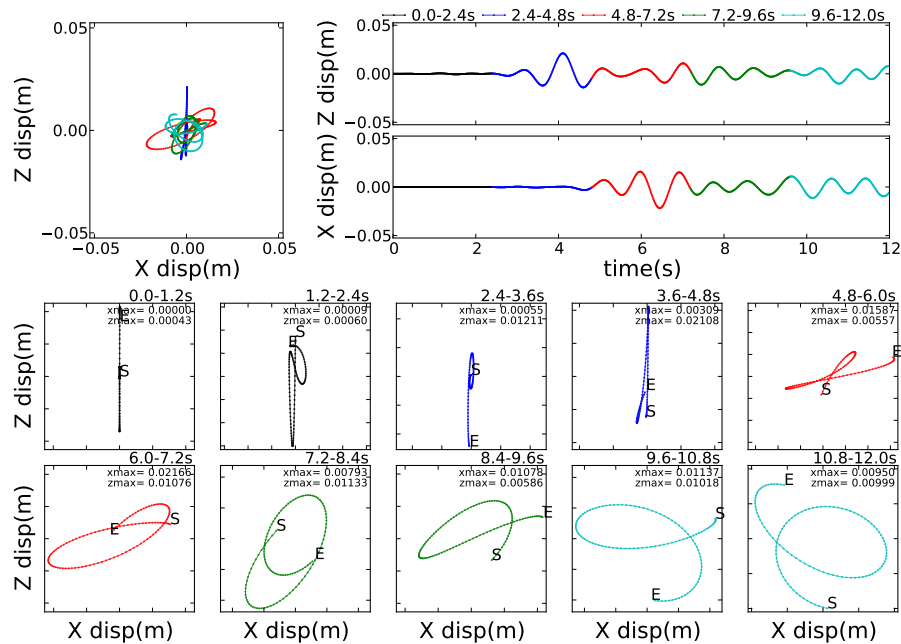 0.0-2.4s 2.4-4.8s 4.8-7.2s 7.2-9.6s 9.6-12.0s
0.05
0.00
−0.05
−0.05 0.00 0.05
Z disp(m)
X disp(m)
0.05
0.00
−0.05
Z disp(m)
0.05
0.00
−0.05
X disp(m)
0 2 4 6 8 10 12
time(s)
0.0-1.2s
xmax= 0.00000
zmax= 0.00043
E
S
1.2-2.4s
xmax= 0.00009
zmax= 0.00060
S
E
2.4-3.6s
xmax= 0.00055
zmax= 0.01211
S
E
3.6-4.8s
xmax= 0.00309
zmax= 0.02108
E
S
4.8-6.0s
xmax= 0.01587
zmax= 0.00557
E
S
Z disp(m)
6.0-7.2s
xmax= 0.02166
zmax= 0.01076
S
E
7.2-8.4s
xmax= 0.00793
zmax= 0.01133
S
E
8.4-9.6s
xmax= 0.01078
zmax= 0.00586
E
S
9.6-10.8s
xmax= 0.01137
zmax= 0.01018
S
E
10.8-12.0s
xmax= 0.00950
zmax= 0.00999
E
S
Z disp(m)
X disp(m) X disp(m) X disp(m) X disp(m) X disp(m)